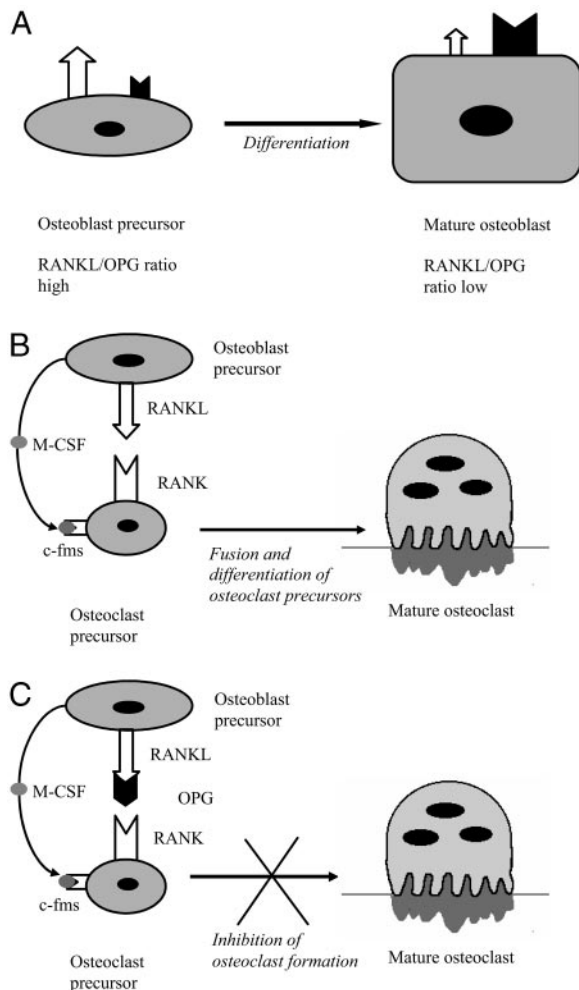 A
Differentiation
Osteoblast precursor
RANKL/OPG ratio
high
Mature osteoblast
RANKL/OPG
ratio low
B
Osteoblast
precursor
RANKL
M-CSF
RANK
c-fms
Fusion and
differentiation of
osteoclast precursors
Osteoclast
precursor
Mature osteoclast
C
Osteoblast
precursor
RANKL
M-CSF
OPG
RANK
c-fms
Inhibition of
osteoclast formation
Osteoclast
precursor
Mature osteoclast